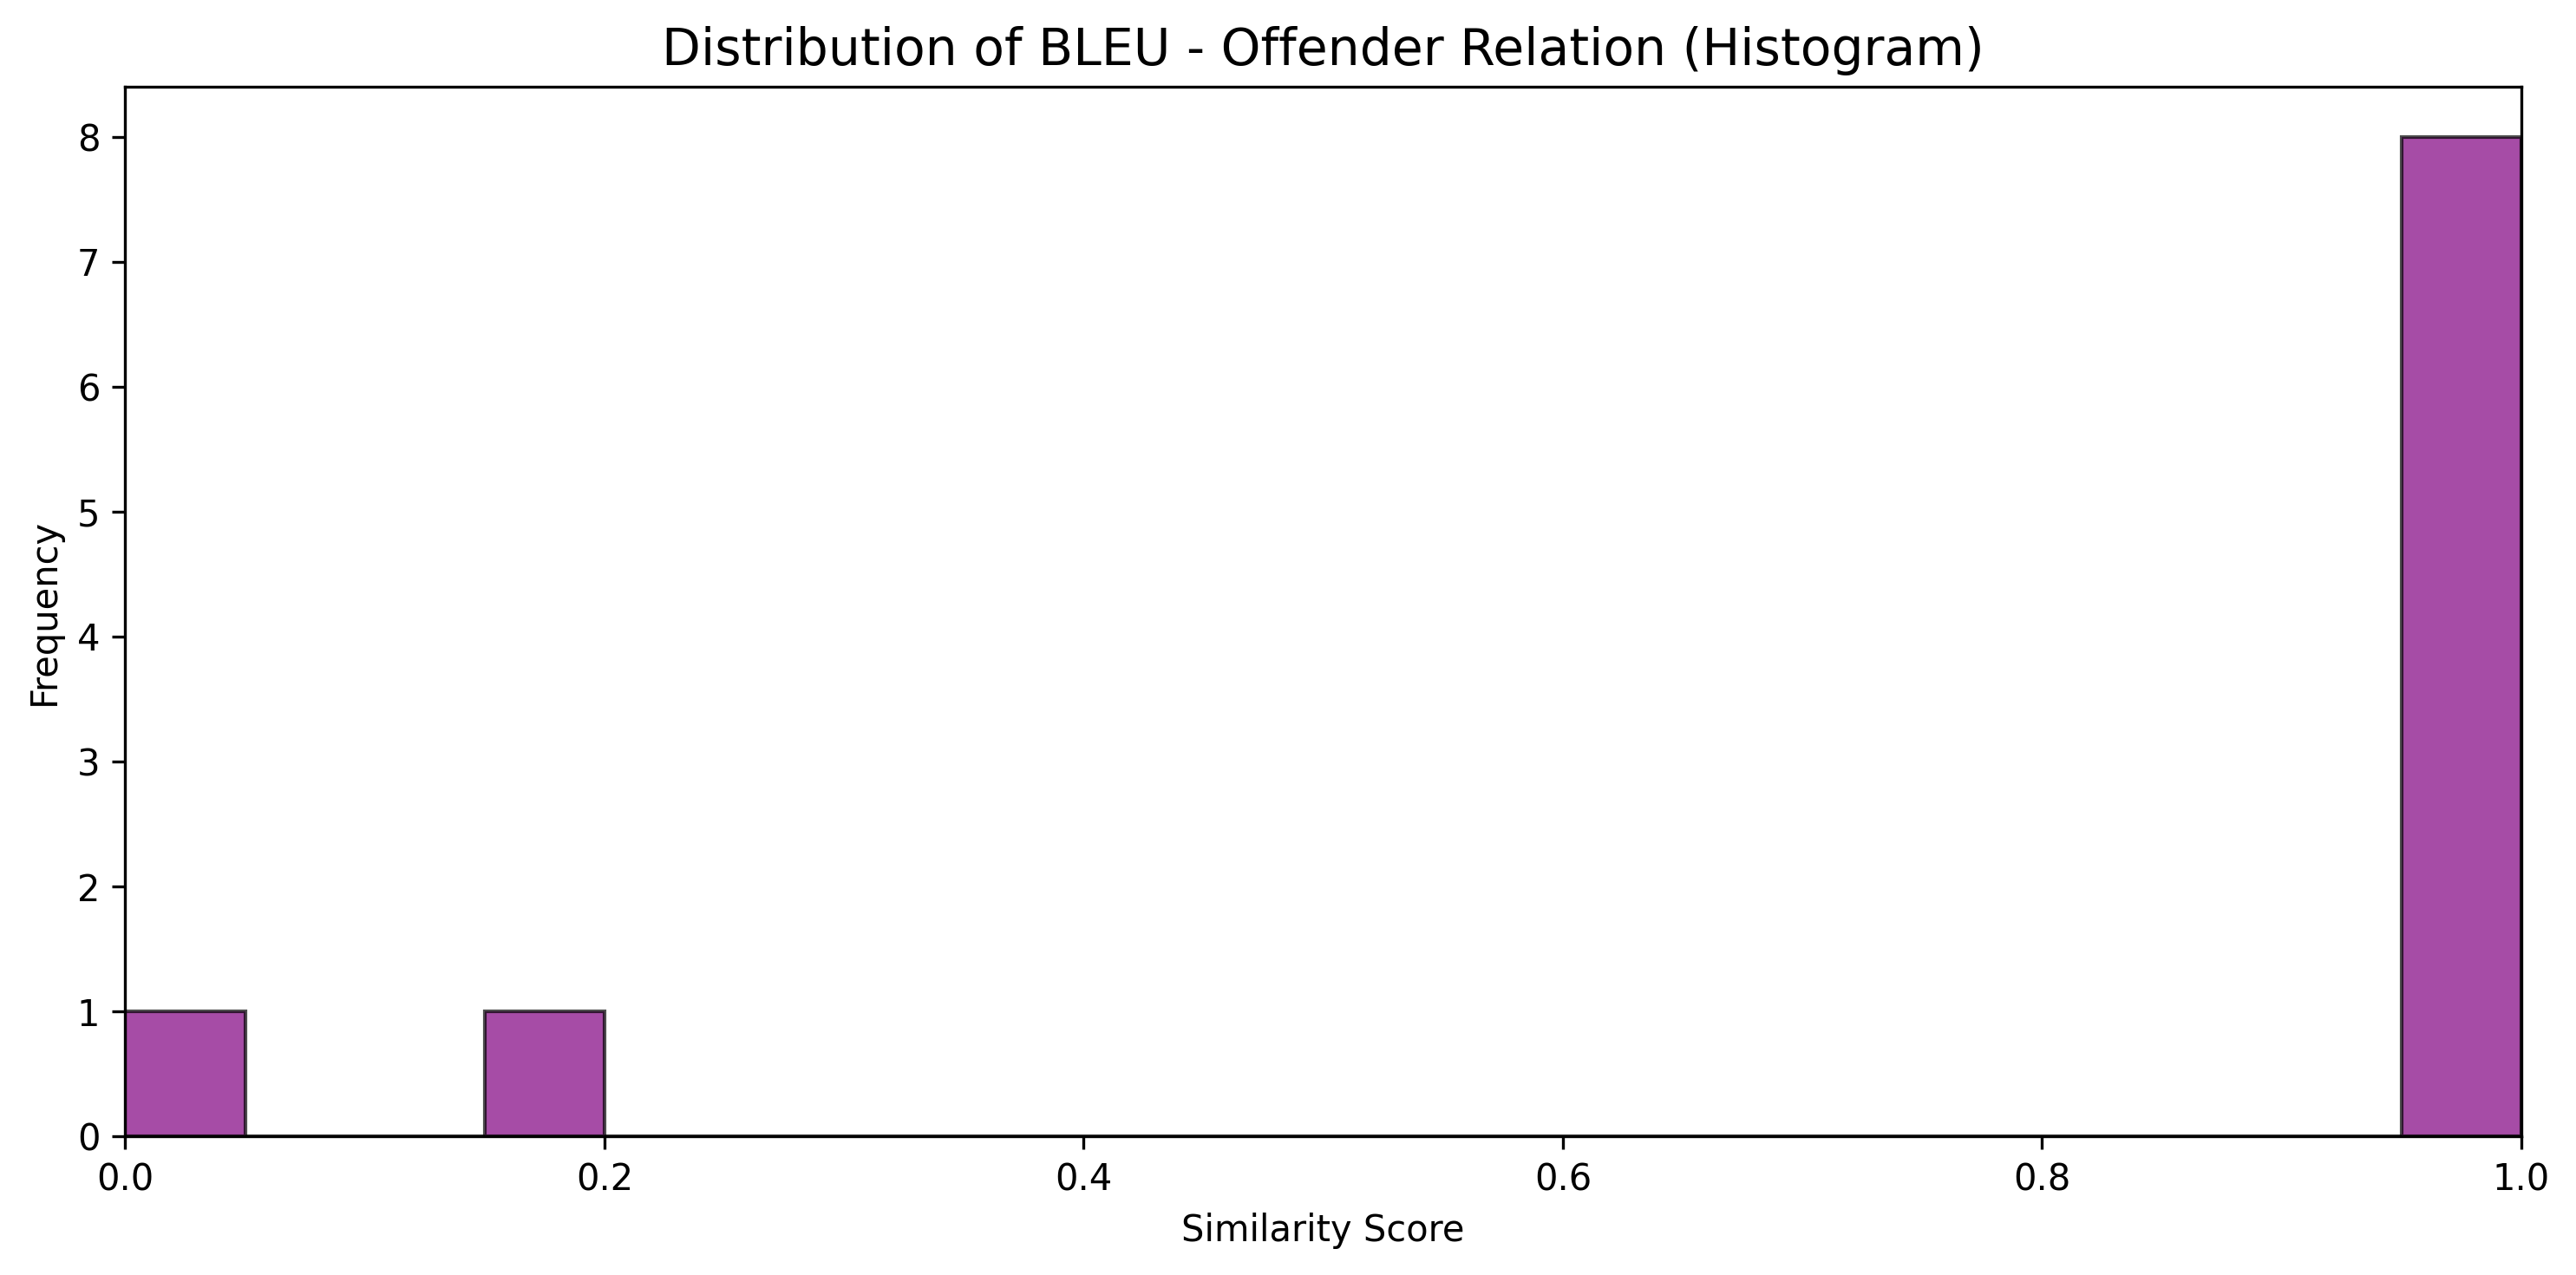 Distribution of BLEU - Offender Relation (Histogram)
Frequency
8
7
6
5
4
3
2
1
0
0.0 0.2 0.4 0.6 0.8 1.0
Similarity Score